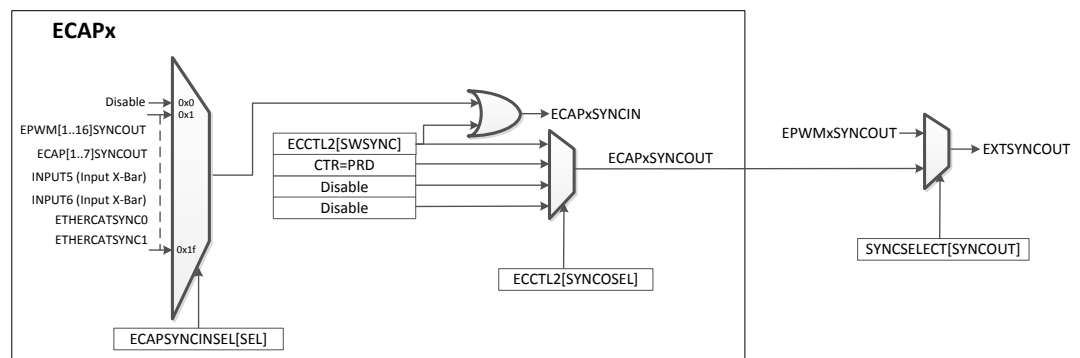 ECAPx
Disable
0x0
0x1
EPWM[1..16]SYNCOUT
ECAP[1..7]SYNCOUT
INPUT5 (Input X-Bar)
INPUT6 (Input X-Bar)
ETHERCATSYNC0
ETHERCATSYNC1
0x1f
ECAPSYNCINSEL[SEL]
ECAPxSYNCIN
ECCTL2[SWSYNC]
CTR=PRD
Disable
Disable
ECAPxSYNCOUT
ECCTL2[SYNCOSEL]
EPWMxSYNCOUT
EXTSYNCOUT
SYNCSELECT[SYNCOUT]